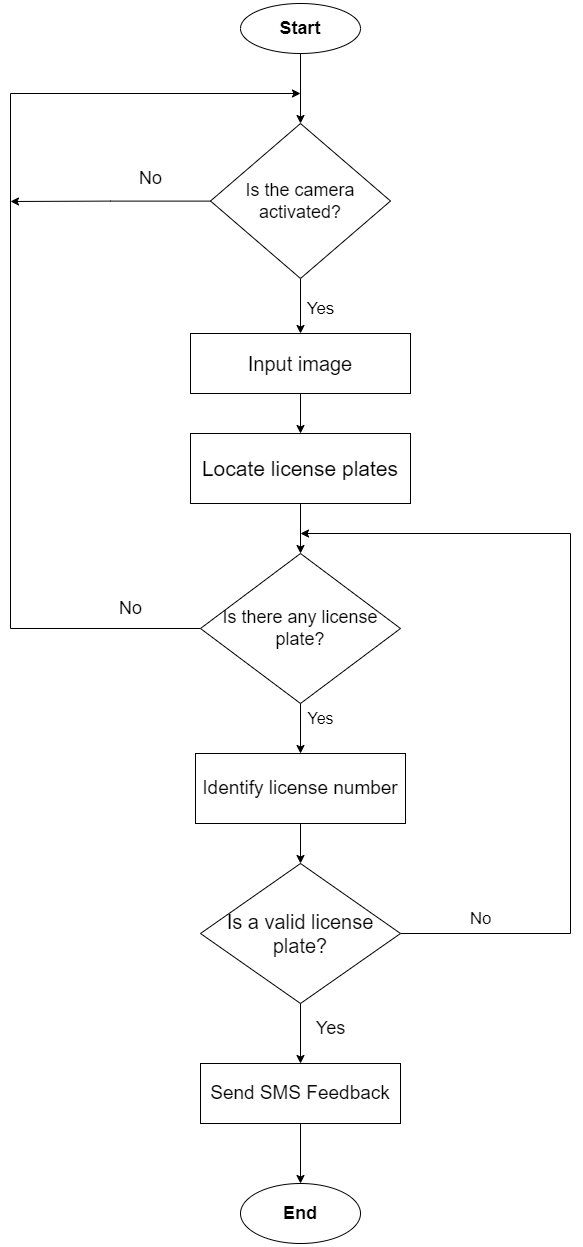 Start
No
Is the camera
activated?
Yes
Input image
Locate license plates
Is there any license
plate?
No
Yes
Identify license number
Is a valid license
plate?
No
Yes
Send SMS Feedback
End